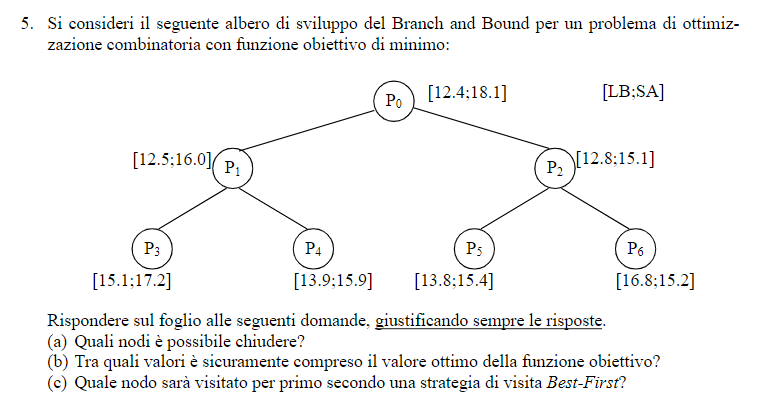 5. Si consideri il seguente albero di sviluppo del Branch and Bound per un problema di ottimiz-
zazione combinatoria con funzione obiettivo di minimo:
P0 [12.4;18.1] [LB;SA]
[12.5;16.0] P1 P2 [12.8;15.1]
P3 P4 P5 P6
[15.1;17.2] [13.9;15.9] [13.8;15.4] [16.8;15.2]
Rispondere sul foglio alle seguenti domande, giustificando sempre le risposte.
(a) Quali nodi è possibile chiudere?
(b) Tra quali valori è sicuramente compreso il valore ottimo della funzione obiettivo?
(c) Quale nodo sarà visitato per primo secondo una strategia di visita Best-First?